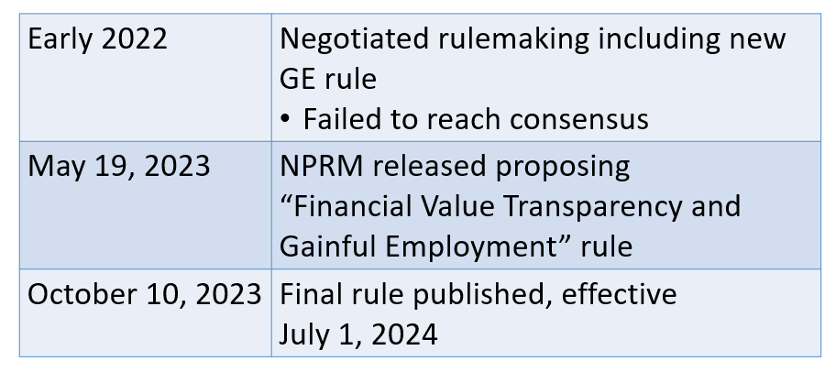 Early 2022
Negotiated rulemaking including new
GE rule
• Failed to reach consensus
May 19, 2023
NPRM released proposing
“Financial Value Transparency and
Gainful Employment” rule
October 10, 2023
Final rule published, effective
July 1, 2024